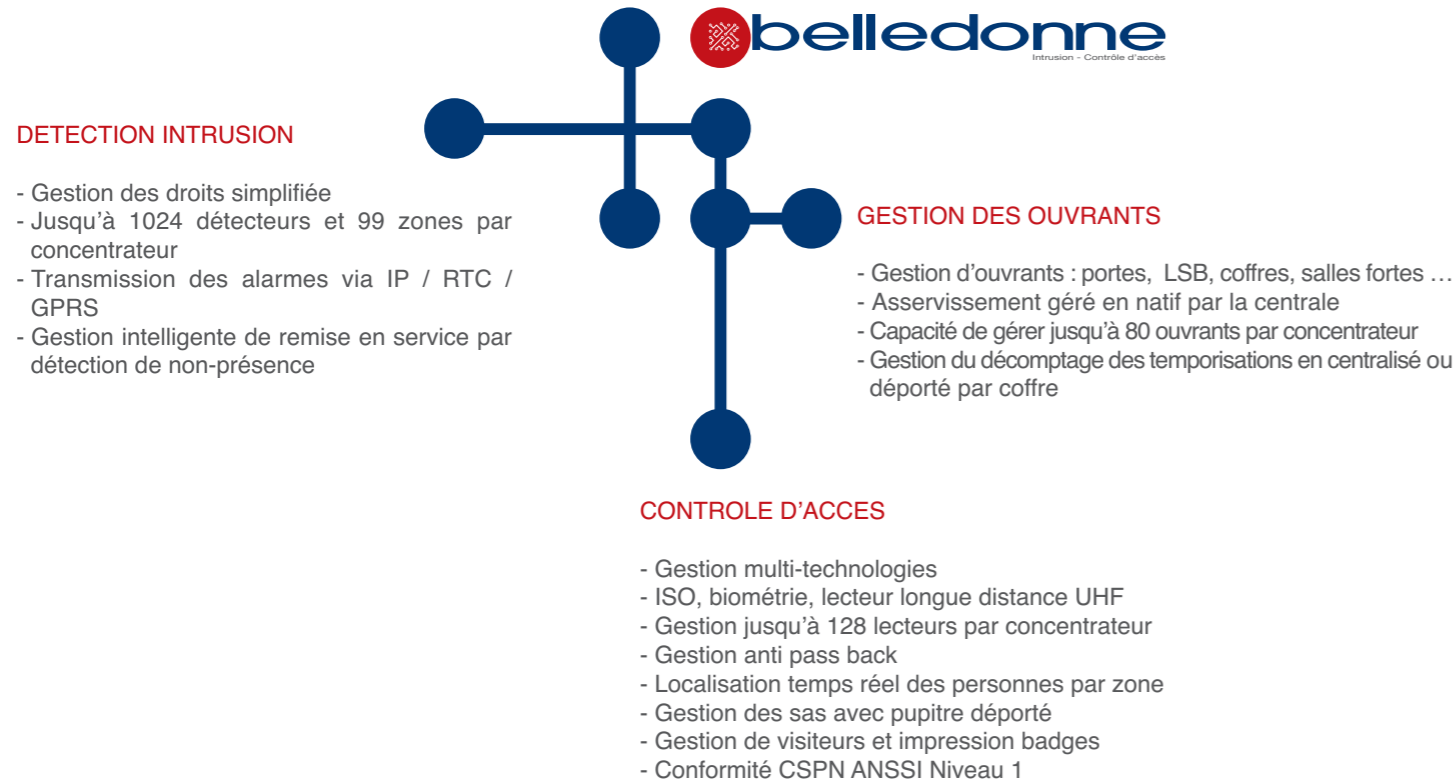 belledonne
Intrusion - Contrôle d'accès
DETECTION INTRUSION
- Gestion des droits simplifiée
- Jusqu'à 1024 détecteurs et 99 zones par
concentrateur
- Transmission des alarmes via IP / RTC /
GPRS
- Gestion intelligente de remise en service par
détection de non-présence
GESTION DES OUVRANTS
- Gestion d'ouvrants : portes, LSB, coffres, salles fortes …
- Asservissement géré en natif par la centrale
- Capacité de gérer jusqu'à 80 ouvrants par concentrateur
- Gestion du décomptage des temporisations en centralisé ou
déporté par coffre
CONTROLE D'ACCES
- Gestion multi-technologies
- ISO, biométrie, lecteur longue distance UHF
- Gestion jusqu'à 128 lecteurs par concentrateur
- Gestion anti pass back
- Localisation temps réel des personnes par zone
- Gestion des sas avec pupitre déporté
- Gestion de visiteurs et impression badges
- Conformité CSPN ANSSI Niveau 1